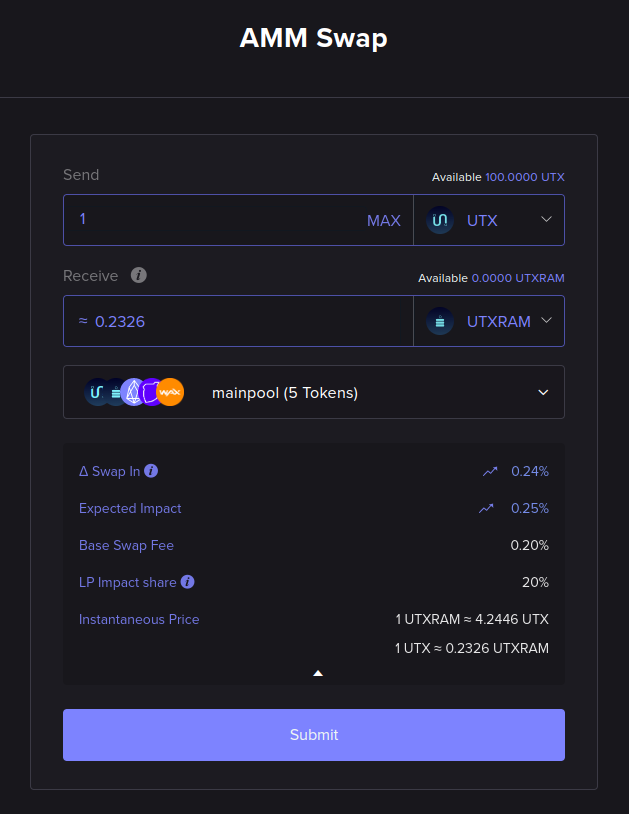 AMM Swap
Send
Available 100.0000 UTX
1 MAX UTX
Receive i
Available 0.0000 UTXRAM
≈ 0.2326 UTXRAM
mainpool (5 Tokens)
Δ Swap In i 0.24%
Expected Impact 0.25%
Base Swap Fee 0.20%
LP Impact share i 20%
Instantaneous Price 1 UTXRAM ≈ 4.2446 UTX
1 UTX ≈ 0.2326 UTXRAM
Submit